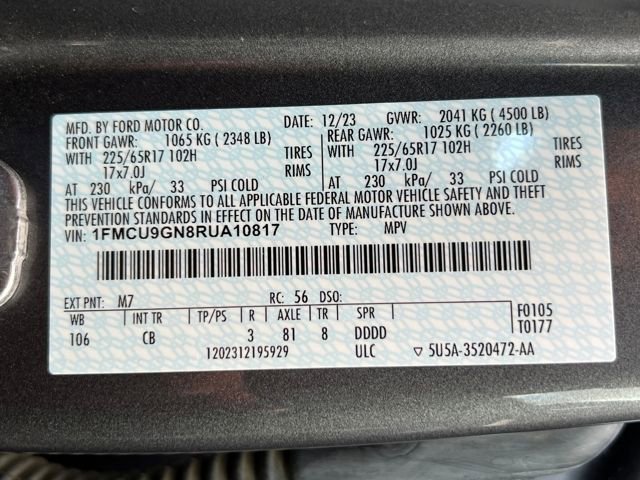 MFD. BY FORD MOTOR CO. DATE: 12/23 GVWR: 2041 KG ( 4500 LB)
FRONT GAWR: 1065 KG ( 2348 LB) REAR GAWR: 1025 KG ( 2260 LB)
WITH 225/65R17 102H TIRES WITH 225/65R17 102H TIRES
17x7.0J RIMS 17x7.0J RIMS
AT 230 kPa/ 33 PSI COLD AT 230 kPa/ 33 PSI COLD
THIS VEHICLE CONFORMS TO ALL APPLICABLE FEDERAL MOTOR VEHICLE SAFETY AND THEFT
PREVENTION STANDARDS IN EFFECT ON THE DATE OF MANUFACTURE SHOWN ABOVE.
VIN: 1FMCU9GN8RUA10817 TYPE: MPV
EXT PNT: M7 RC: 56 DSO:
WB INT TR TP/PS R AXLE TR SPR F0105
106 CB 3 81 8 DDDD T0177
1202312195929 ULC ▽ 5U5A-3520472-AA